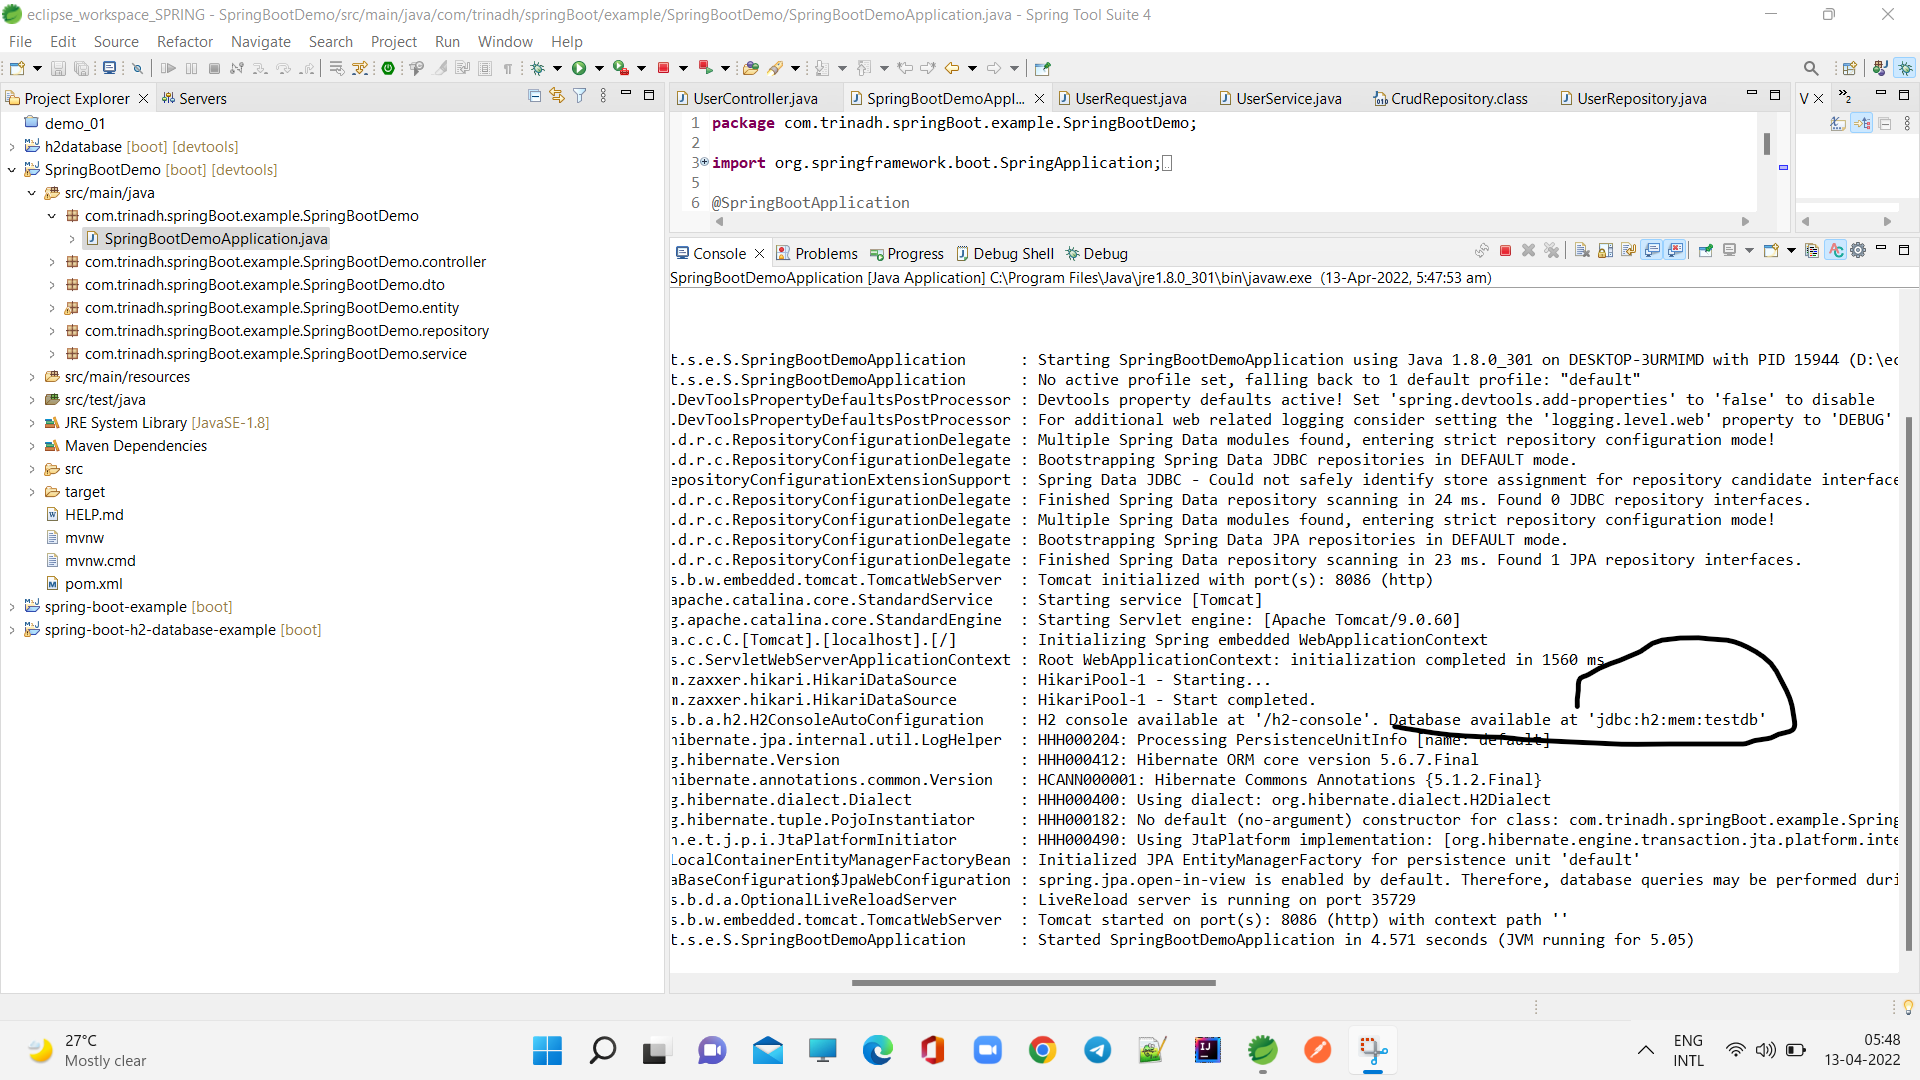 eclipse_workspace_SPRING - SpringBootDemo/src/main/java/com/trinadh/springBoot/example/SpringBootDemo/SpringBootDemoApplication.java - Spring Tool Suite 4
File Edit Source Refactor Navigate Search Project Run Window Help
Project Explorer Servers
demo_01
h2database [boot] [devtools]
SpringBootDemo [boot] [devtools]
src/main/java
com.trinadh.springBoot.example.SpringBootDemo
SpringBootDemoApplication.java
com.trinadh.springBoot.example.SpringBootDemo.controller
com.trinadh.springBoot.example.SpringBootDemo.dto
com.trinadh.springBoot.example.SpringBootDemo.entity
com.trinadh.springBoot.example.SpringBootDemo.repository
com.trinadh.springBoot.example.SpringBootDemo.service
src/main/resources
src/test/java
JRE System Library [JavaSE-1.8]
Maven Dependencies
src
target
HELP.md
mvnw
mvnw.cmd
pom.xml
spring-boot-example [boot]
spring-boot-h2-database-example [boot]
UserController.java SpringBootDemoAppl... UserRequest.java UserService.java CrudRepository.class UserRepository.java V »2
1 package com.trinadh.springBoot.example.SpringBootDemo;
2
3 import org.springframework.boot.SpringApplication;
5
6 @SpringBootApplication
Console Problems Progress Debug Shell Debug
SpringBootDemoApplication [Java Application] C:\Program Files\Java\jre1.8.0_301\bin\javaw.exe (13-Apr-2022, 5:47:53 am)
t.s.e.S.SpringBootDemoApplication : Starting SpringBootDemoApplication using Java 1.8.0_301 on DESKTOP-3URMIMD with PID 15944 (D:\ec
t.s.e.S.SpringBootDemoApplication : No active profile set, falling back to 1 default profile: "default"
.DevToolsPropertyDefaultsPostProcessor : Devtools property defaults active! Set 'spring.devtools.add-properties' to 'false' to disable
.DevToolsPropertyDefaultsPostProcessor : For additional web related logging consider setting the 'logging.level.web' property to 'DEBUG'
.d.r.c.RepositoryConfigurationDelegate : Multiple Spring Data modules found, entering strict repository configuration mode!
.d.r.c.RepositoryConfigurationDelegate : Bootstrapping Spring Data JDBC repositories in DEFAULT mode.
epositoryConfigurationExtensionSupport : Spring Data JDBC - Could not safely identify store assignment for repository candidate interface
.d.r.c.RepositoryConfigurationDelegate : Finished Spring Data repository scanning in 24 ms. Found 0 JDBC repository interfaces.
.d.r.c.RepositoryConfigurationDelegate : Multiple Spring Data modules found, entering strict repository configuration mode!
.d.r.c.RepositoryConfigurationDelegate : Bootstrapping Spring Data JPA repositories in DEFAULT mode.
.d.r.c.RepositoryConfigurationDelegate : Finished Spring Data repository scanning in 23 ms. Found 1 JPA repository interfaces.
s.b.w.embedded.tomcat.TomcatWebServer : Tomcat initialized with port(s): 8086 (http)
apache.catalina.core.StandardService : Starting service [Tomcat]
g.apache.catalina.core.StandardEngine : Starting Servlet engine: [Apache Tomcat/9.0.60]
a.c.c.C.[Tomcat].[localhost].[/] : Initializing Spring embedded WebApplicationContext
s.c.ServletWebServerApplicationContext : Root WebApplicationContext: initialization completed in 1560 ms
m.zaxxer.hikari.HikariDataSource : HikariPool-1 - Starting...
m.zaxxer.hikari.HikariDataSource : HikariPool-1 - Start completed.
s.b.a.h2.H2ConsoleAutoConfiguration : H2 console available at '/h2-console'. Database available at 'jdbc:h2:mem:testdb'
hibernate.jpa.internal.util.LogHelper : HHH000204: Processing PersistenceUnitInfo [name: default]
g.hibernate.Version : HHH000412: Hibernate ORM core version 5.6.7.Final
hibernate.annotations.common.Version : HCANN000001: Hibernate Commons Annotations {5.1.2.Final}
g.hibernate.dialect.Dialect : HHH000400: Using dialect: org.hibernate.dialect.H2Dialect
g.hibernate.tuple.PojoInstantiator : HHH000182: No default (no-argument) constructor for class: com.trinadh.springBoot.example.Spring
n.e.t.j.p.i.JtaPlatformInitiator : HHH000490: Using JtaPlatform implementation: [org.hibernate.engine.transaction.jta.platform.inte
LocalContainerEntityManagerFactoryBean : Initialized JPA EntityManagerFactory for persistence unit 'default'
aBaseConfiguration$JpaWebConfiguration : spring.jpa.open-in-view is enabled by default. Therefore, database queries may be performed duri
s.b.d.a.OptionalLiveReloadServer : LiveReload server is running on port 35729
s.b.w.embedded.tomcat.TomcatWebServer : Tomcat started on port(s): 8086 (http) with context path ''
t.s.e.S.SpringBootDemoApplication : Started SpringBootDemoApplication in 4.571 seconds (JVM running for 5.05)
27°C
Mostly clear
ENG
INTL
05:48
13-04-2022